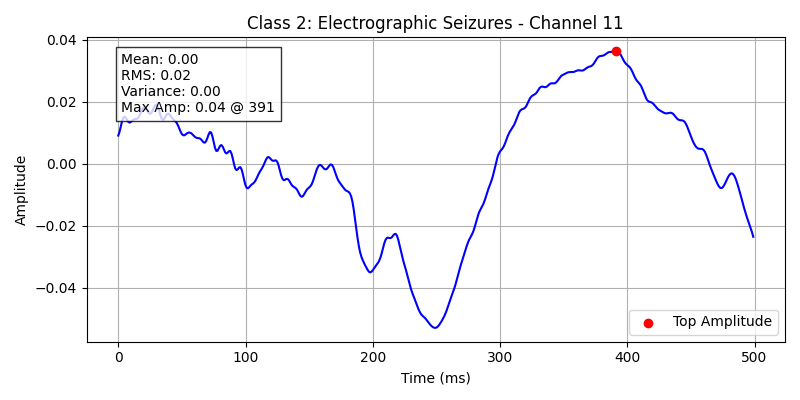 Class 2: Electrographic Seizures - Channel 11
Mean: 0.00
RMS: 0.02
Variance: 0.00
Max Amp: 0.04 @ 391
0.04
0.02
0.00
−0.02
−0.04
Amplitude
Top Amplitude
0 100 200 300 400 500
Time (ms)